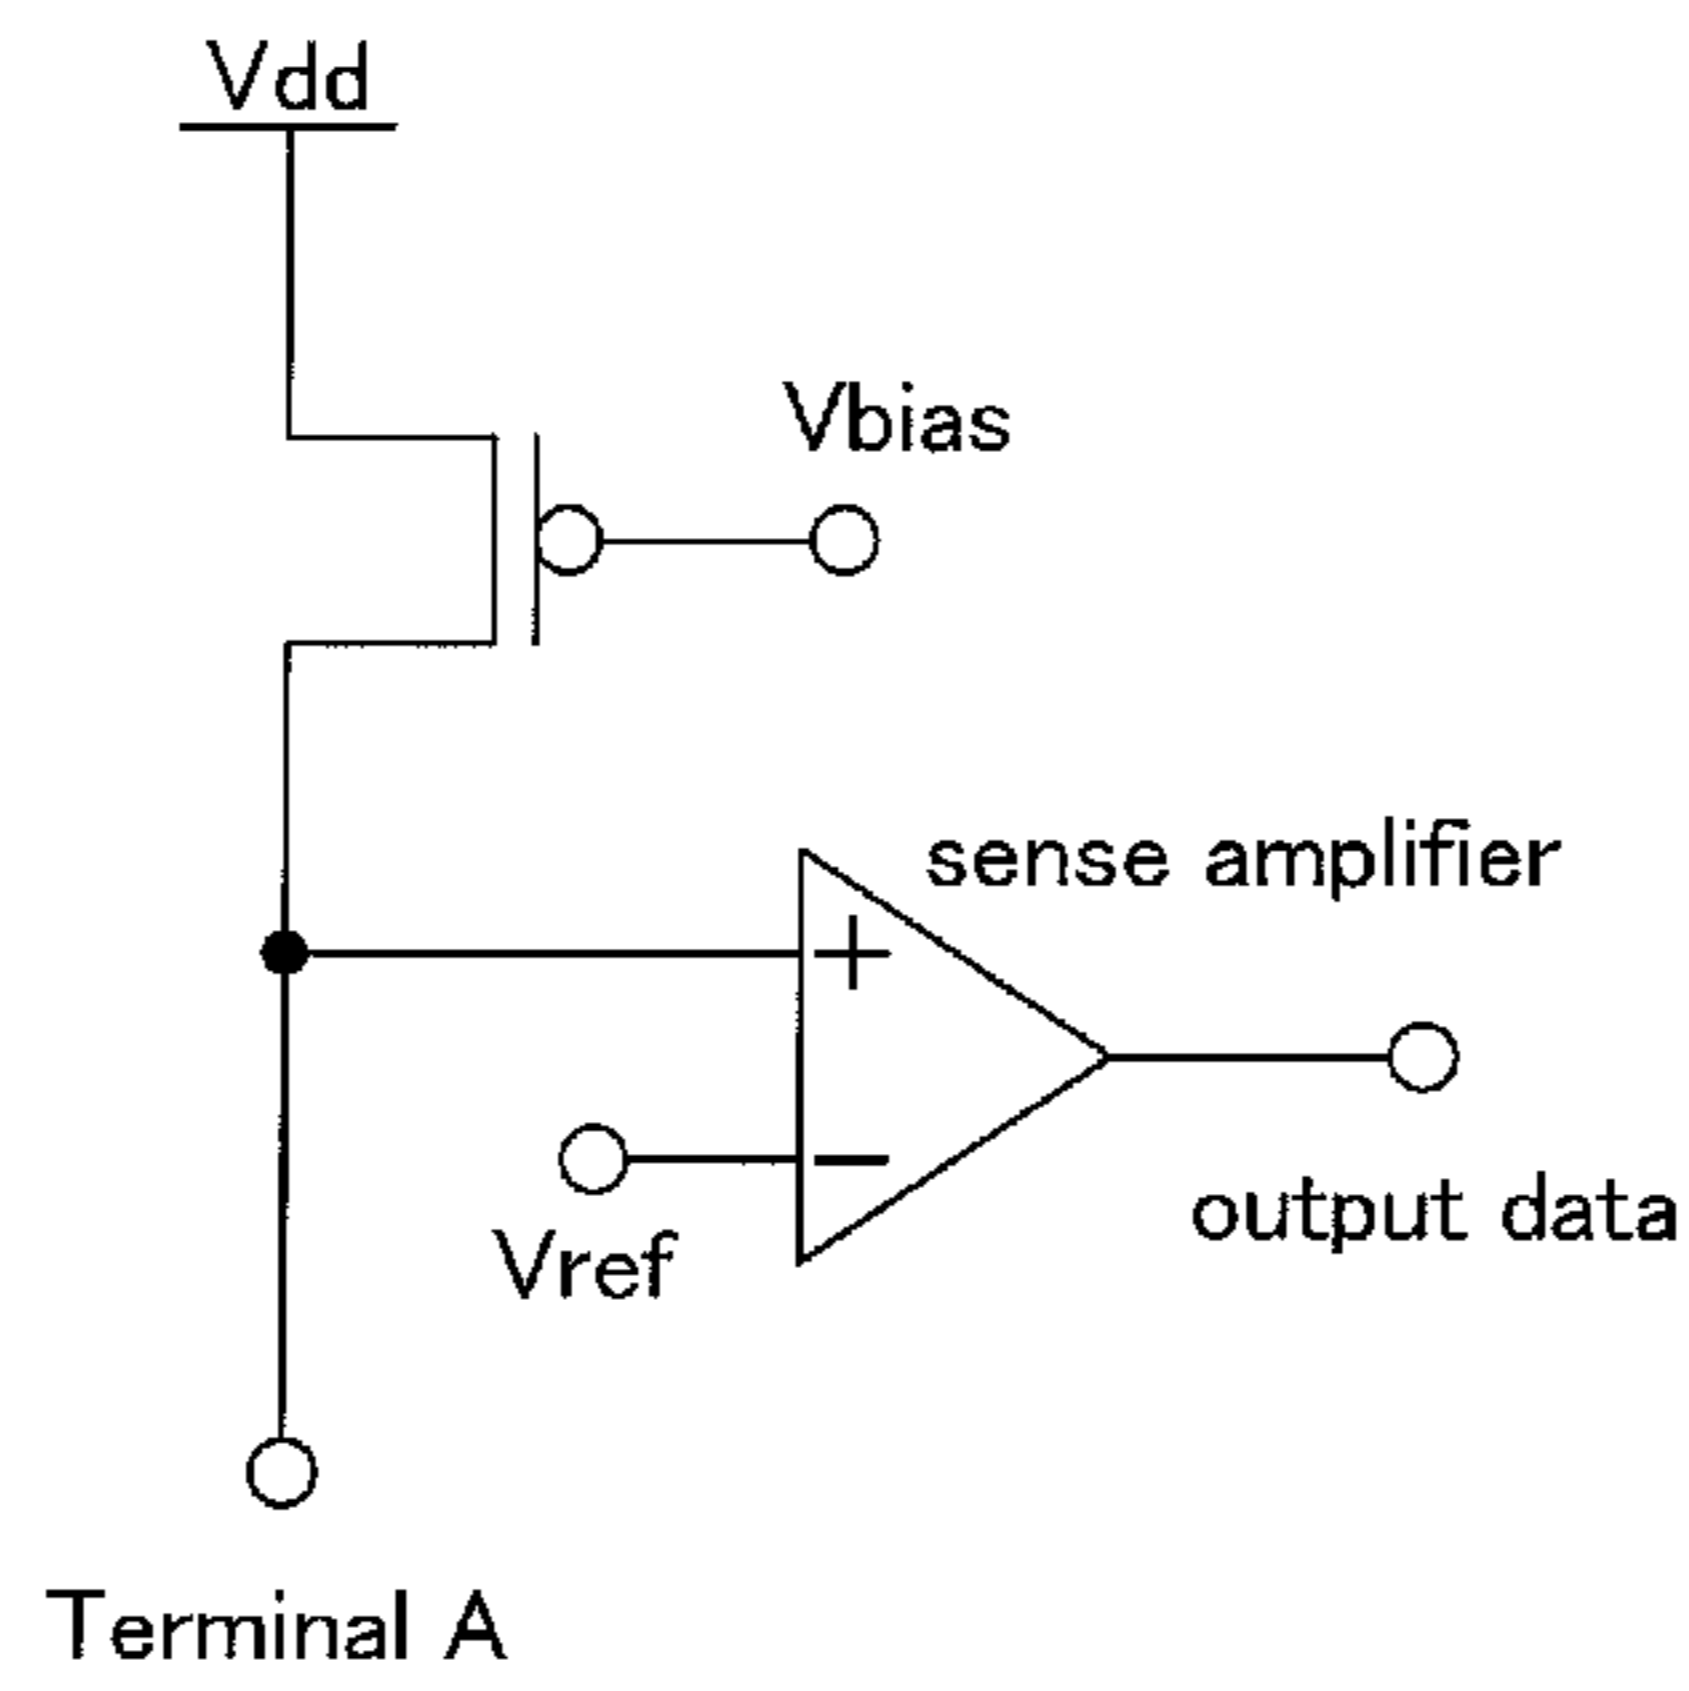 Vdd
Vbias
sense amplifier
+
−
Vref
output data
Terminal A